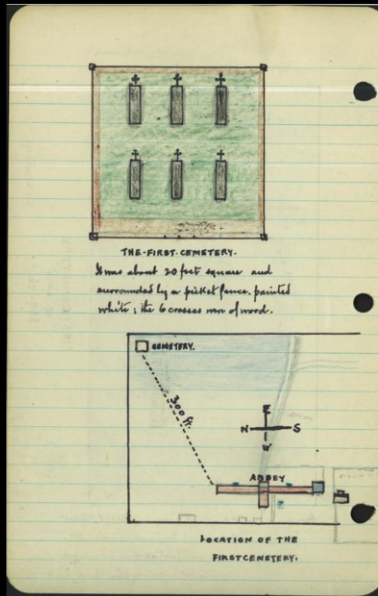 THE·FIRST·CEMETERY·
It was about 20 feet square and
surrounded by a picket fence, painted
white; the 6 crosses were of wood.
CEMETERY.
300 ft.
E
N S
W
ABBEY
LOCATION OF THE
FIRST CEMETERY.